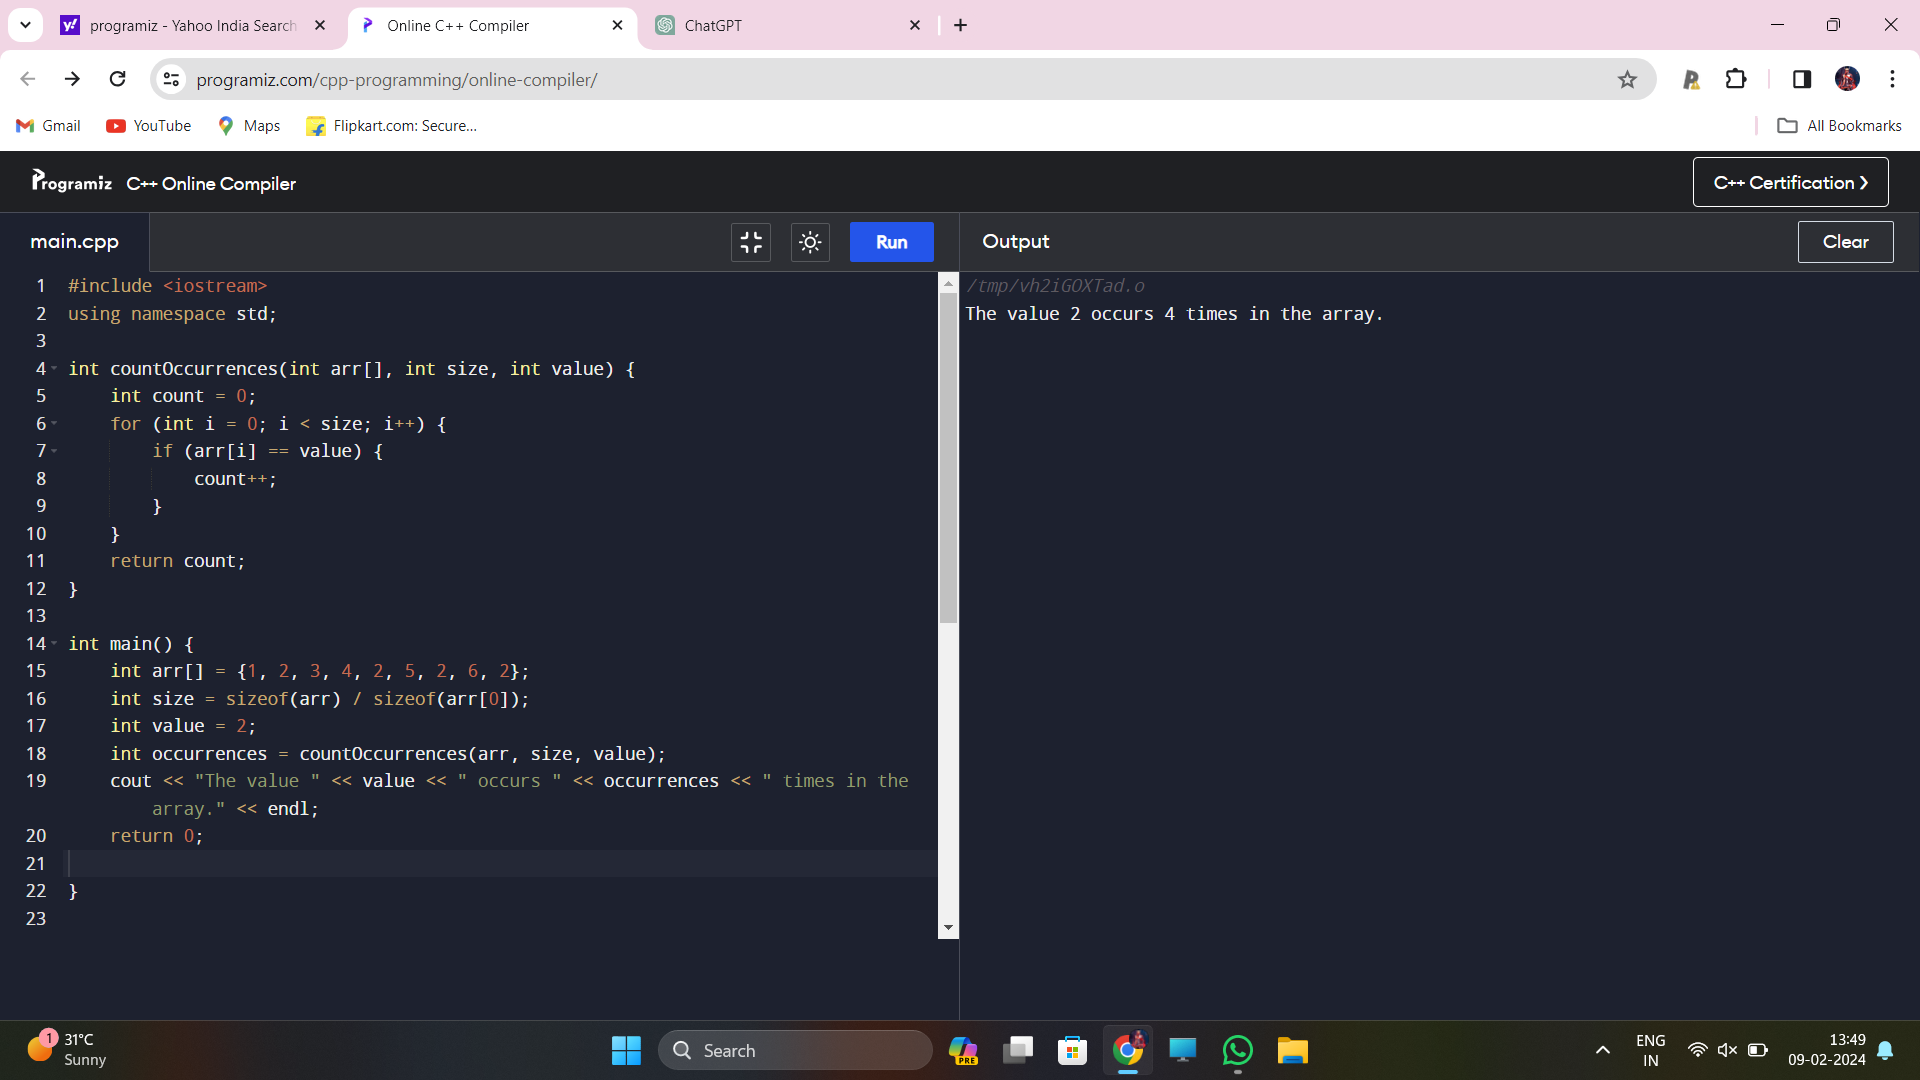 programiz - Yahoo India Search
Online C++ Compiler
ChatGPT
programiz.com/cpp-programming/online-compiler/
Gmail
YouTube
Maps
Flipkart.com: Secure...
All Bookmarks
Programiz
C++ Online Compiler
C++ Certification
main.cpp
Run
Output
Clear
1 #include <iostream>
2 using namespace std;
3
4 int countOccurrences(int arr[], int size, int value) {
5     int count = 0;
6     for (int i = 0; i < size; i++) {
7         if (arr[i] == value) {
8             count++;
9         }
10     }
11     return count;
12 }
13
14 int main() {
15     int arr[] = {1, 2, 3, 4, 2, 5, 2, 6, 2};
16     int size = sizeof(arr) / sizeof(arr[0]);
17     int value = 2;
18     int occurrences = countOccurrences(arr, size, value);
19     cout << "The value " << value << " occurs " << occurrences << " times in the
        array." << endl;
20     return 0;
21
22 }
23
/tmp/vh2iGOXTad.o
The value 2 occurs 4 times in the array.
1
31°C
Sunny
Search
PRE
ENG
IN
13:49
09-02-2024